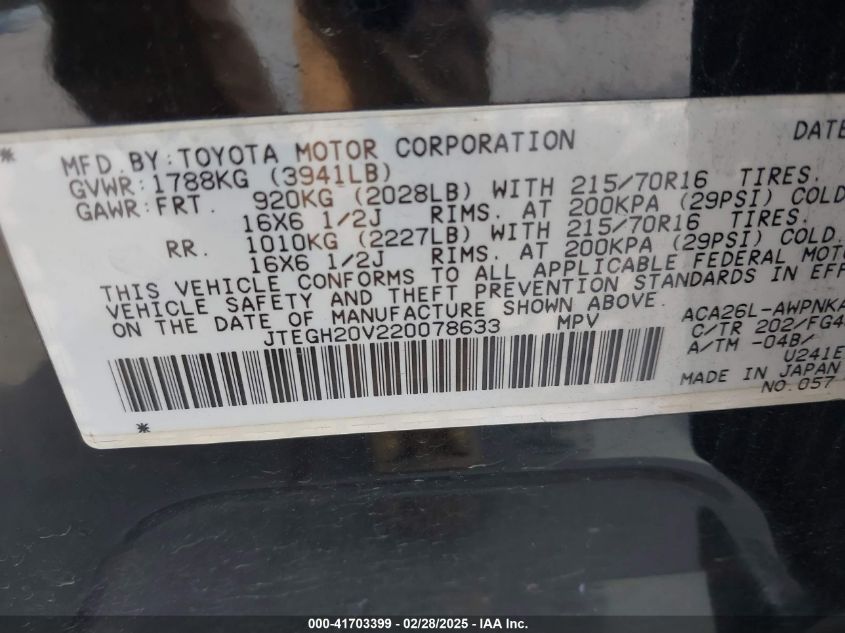 * MFD. BY: TOYOTA MOTOR CORPORATION DATE
GVWR: 1788KG (3941LB)
GAWR: FRT. 920KG (2028LB) WITH 215/70R16 TIRES.
16X6 1/2J RIMS. AT 200KPA (29PSI) COLD
RR. 1010KG (2227LB) WITH 215/70R16 TIRES.
16X6 1/2J RIMS. AT 200KPA (29PSI) COLD.
THIS VEHICLE CONFORMS TO ALL APPLICABLE FEDERAL MOTO
VEHICLE SAFETY AND THEFT PREVENTION STANDARDS IN EFF
ON THE DATE OF MANUFACTURE SHOWN ABOVE.
JTEGH20V220078633 MPV
ACA26L-AWPNKA
C/TR 202/FG4
A/TM -04B/
U241E
MADE IN JAPAN
NO.057
*
000-41703399 - 02/28/2025 - IAA Inc.